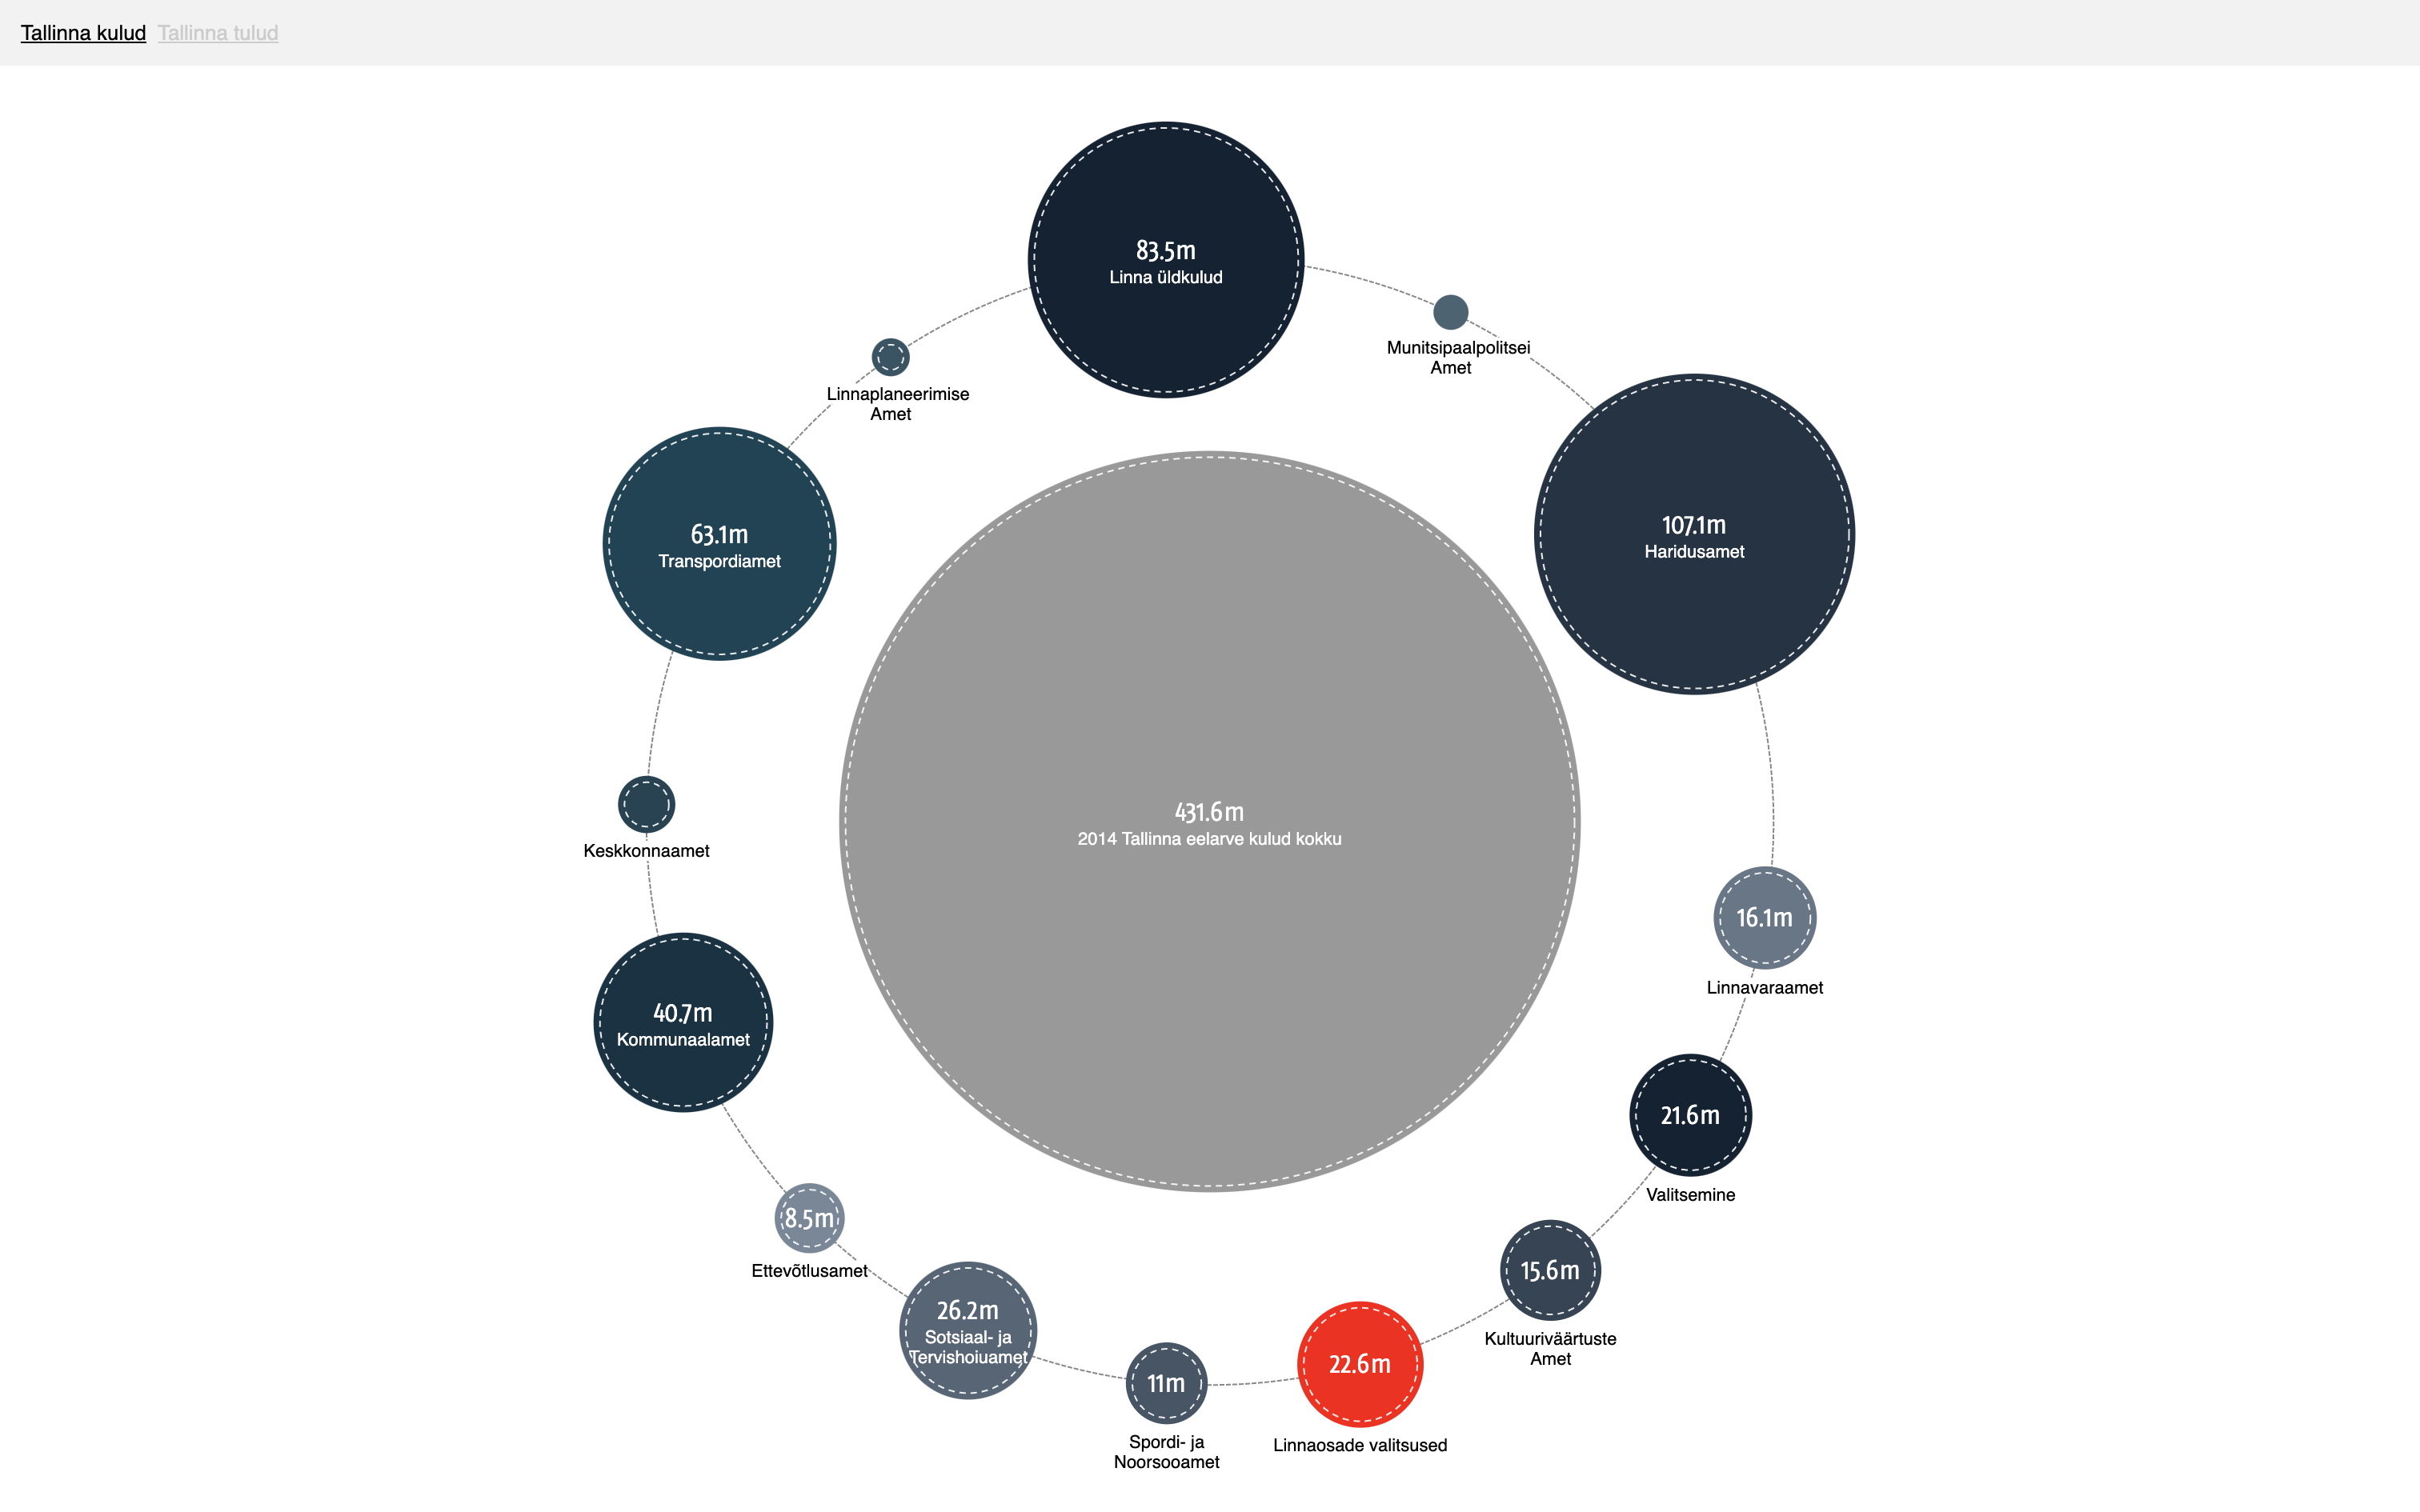 Tallinna kulud Tallinna tulud
83.5m
Linna üldkulud
Munitsipaalpolitsei
Amet
Linnaplaneerimise
Amet
107.1m
Haridusamet
63.1m
Transpordiamet
431.6m
2014 Tallinna eelarve kulud kokku
Keskkonnaamet
16.1m
Linnavaraamet
40.7m
Kommunaalamet
21.6m
Valitsemine
8.5m
Ettevõtlusamet
15.6m
Kultuuriväärtuste
Amet
26.2m
Sotsiaal- ja
Tervishoiuamet
22.6m
Linnaosade valitsused
11m
Spordi- ja
Noorsooamet